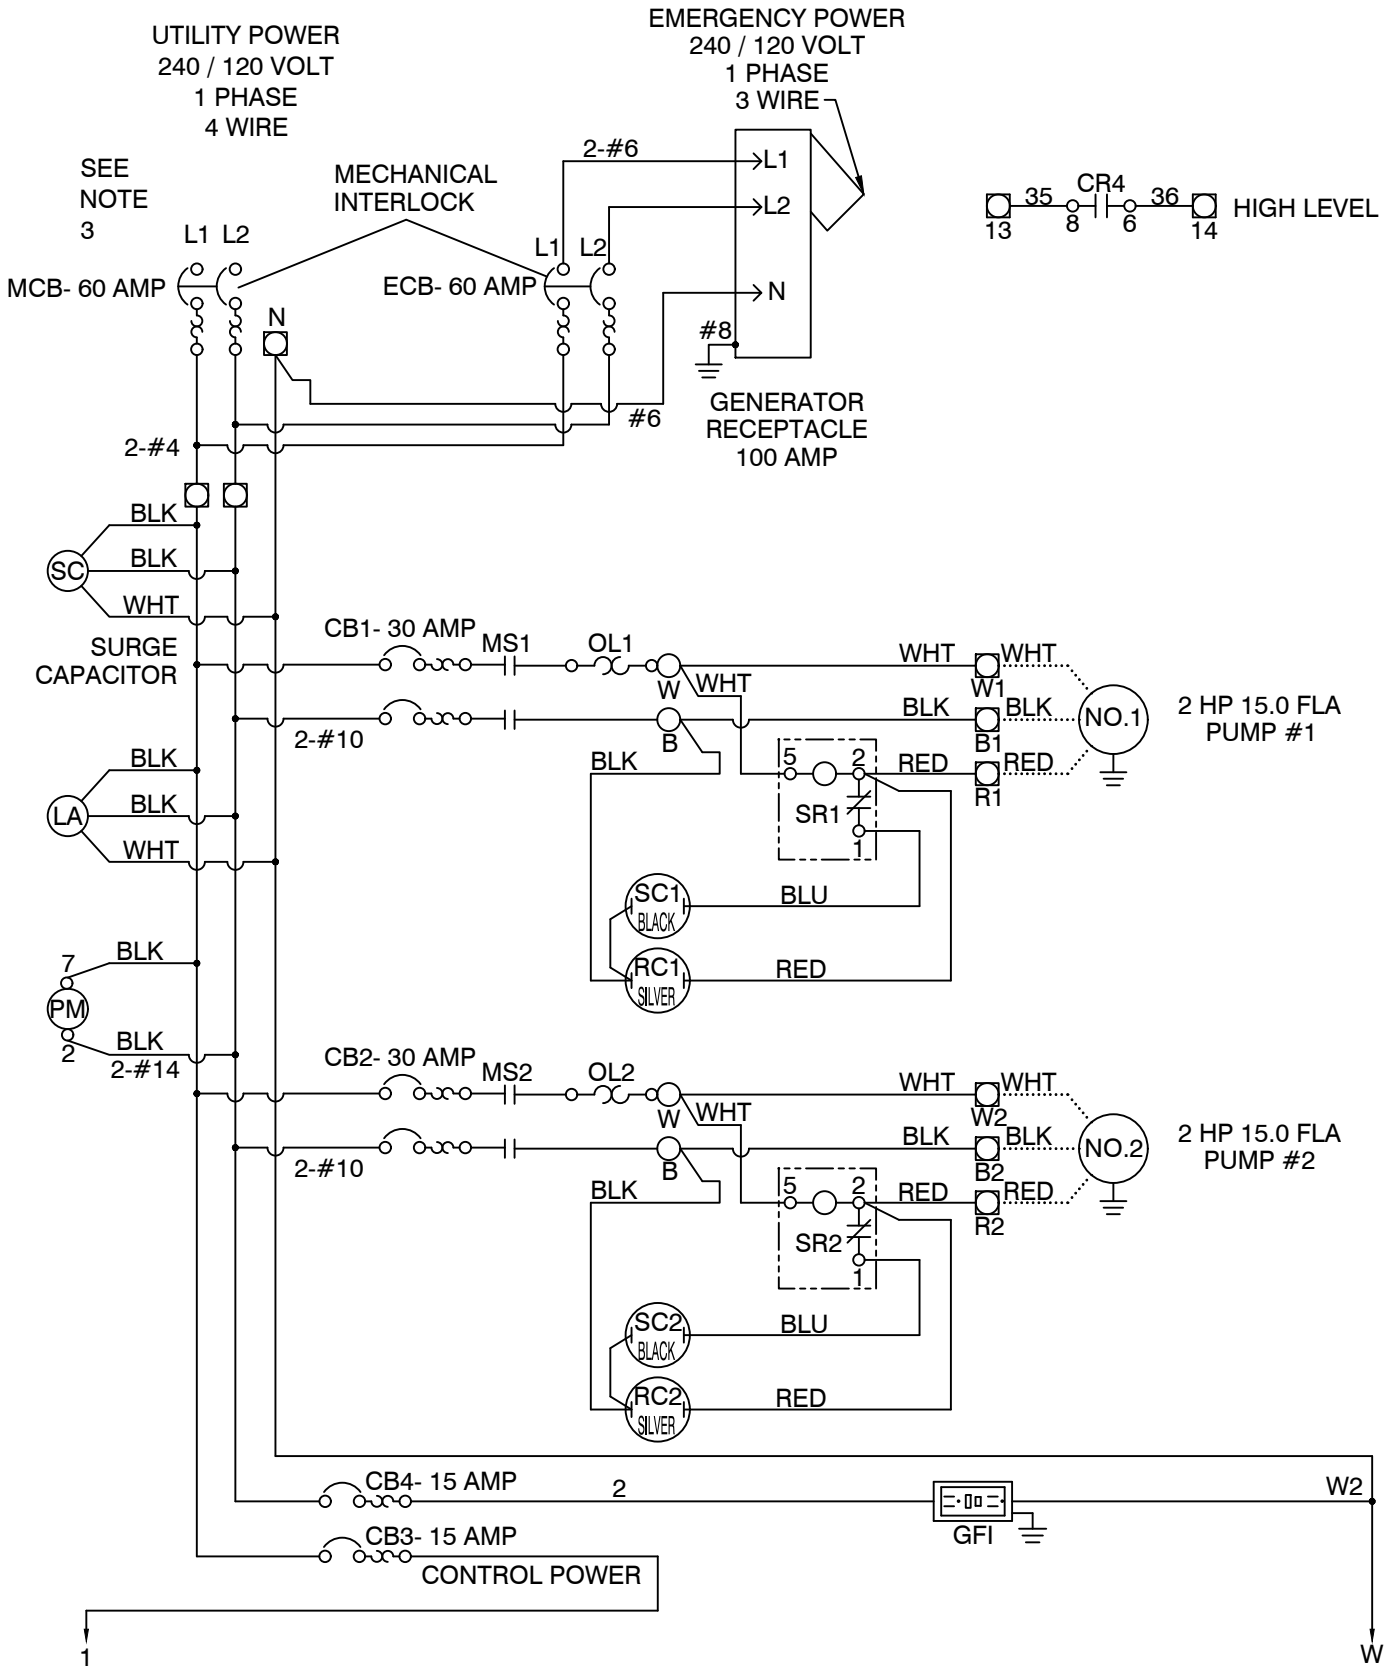 UTILITY POWER
240 / 120 VOLT
1 PHASE
4 WIRE
EMERGENCY POWER
240 / 120 VOLT
1 PHASE
3 WIRE
SEE
NOTE
3
MECHANICAL
INTERLOCK
2-#6
L1
L2
N
35
CR4
36
13
8
6
14
HIGH LEVEL
L1 L2
MCB- 60 AMP
N
L1
L2
ECB- 60 AMP
#8
#6
GENERATOR
RECEPTACLE
100 AMP
2-#4
BLK
SC
BLK
WHT
SURGE
CAPACITOR
CB1- 30 AMP
MS1
OL1
W
WHT
WHT
W1
WHT
2-#10
B
BLK
BLK
B1
BLK
NO.1
2 HP 15.0 FLA
PUMP #1
5
2
RED
R1
RED
SR1
1
BLK
LA
BLK
WHT
SC1
BLACK
BLU
RC1
SILVER
RED
7
BLK
PM
2
BLK
2-#14
CB2- 30 AMP
MS2
OL2
W
WHT
WHT
W2
WHT
2-#10
B
BLK
BLK
B2
BLK
NO.2
2 HP 15.0 FLA
PUMP #2
5
2
RED
R2
RED
SR2
1
SC2
BLACK
BLU
RC2
SILVER
RED
CB4- 15 AMP
2
GFI
W2
CB3- 15 AMP
CONTROL POWER
1
W